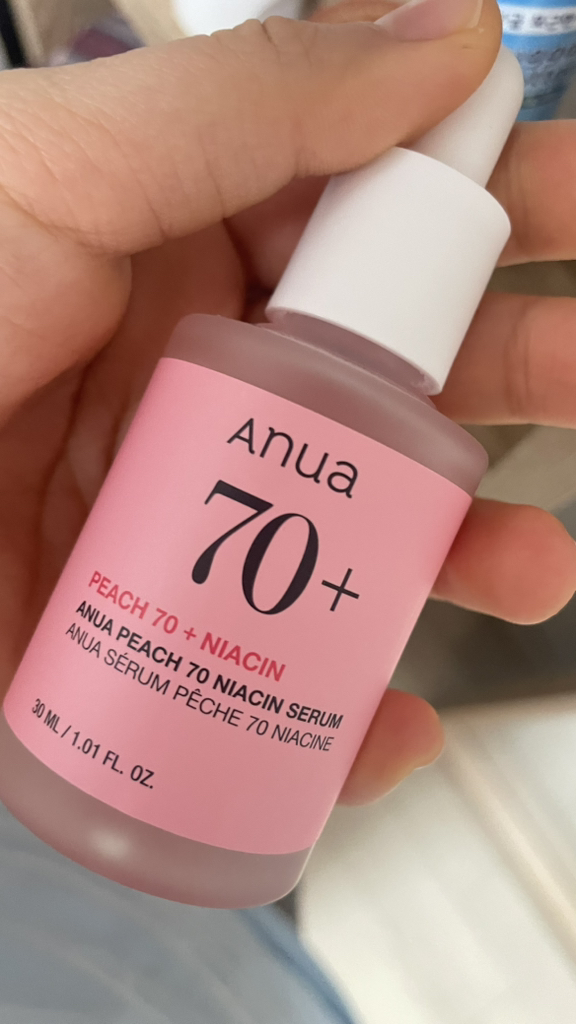 Anua
70+
PEACH 70 + NIACIN
ANUA PEACH 70 NIACIN SERUM
ANUA SÉRUM PÊCHE 70 NIACINE
30 ML / 1.01 FL. OZ.